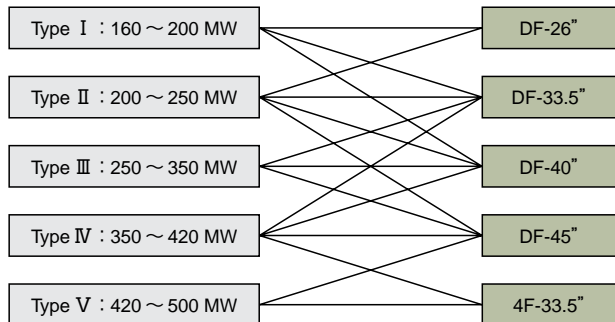 Type Ⅰ : 160 ～ 200 MW
DF-26”
Type Ⅱ : 200 ～ 250 MW
DF-33.5”
Type Ⅲ : 250 ～ 350 MW
DF-40”
Type Ⅳ : 350 ～ 420 MW
DF-45”
Type Ⅴ : 420 ～ 500 MW
4F-33.5”